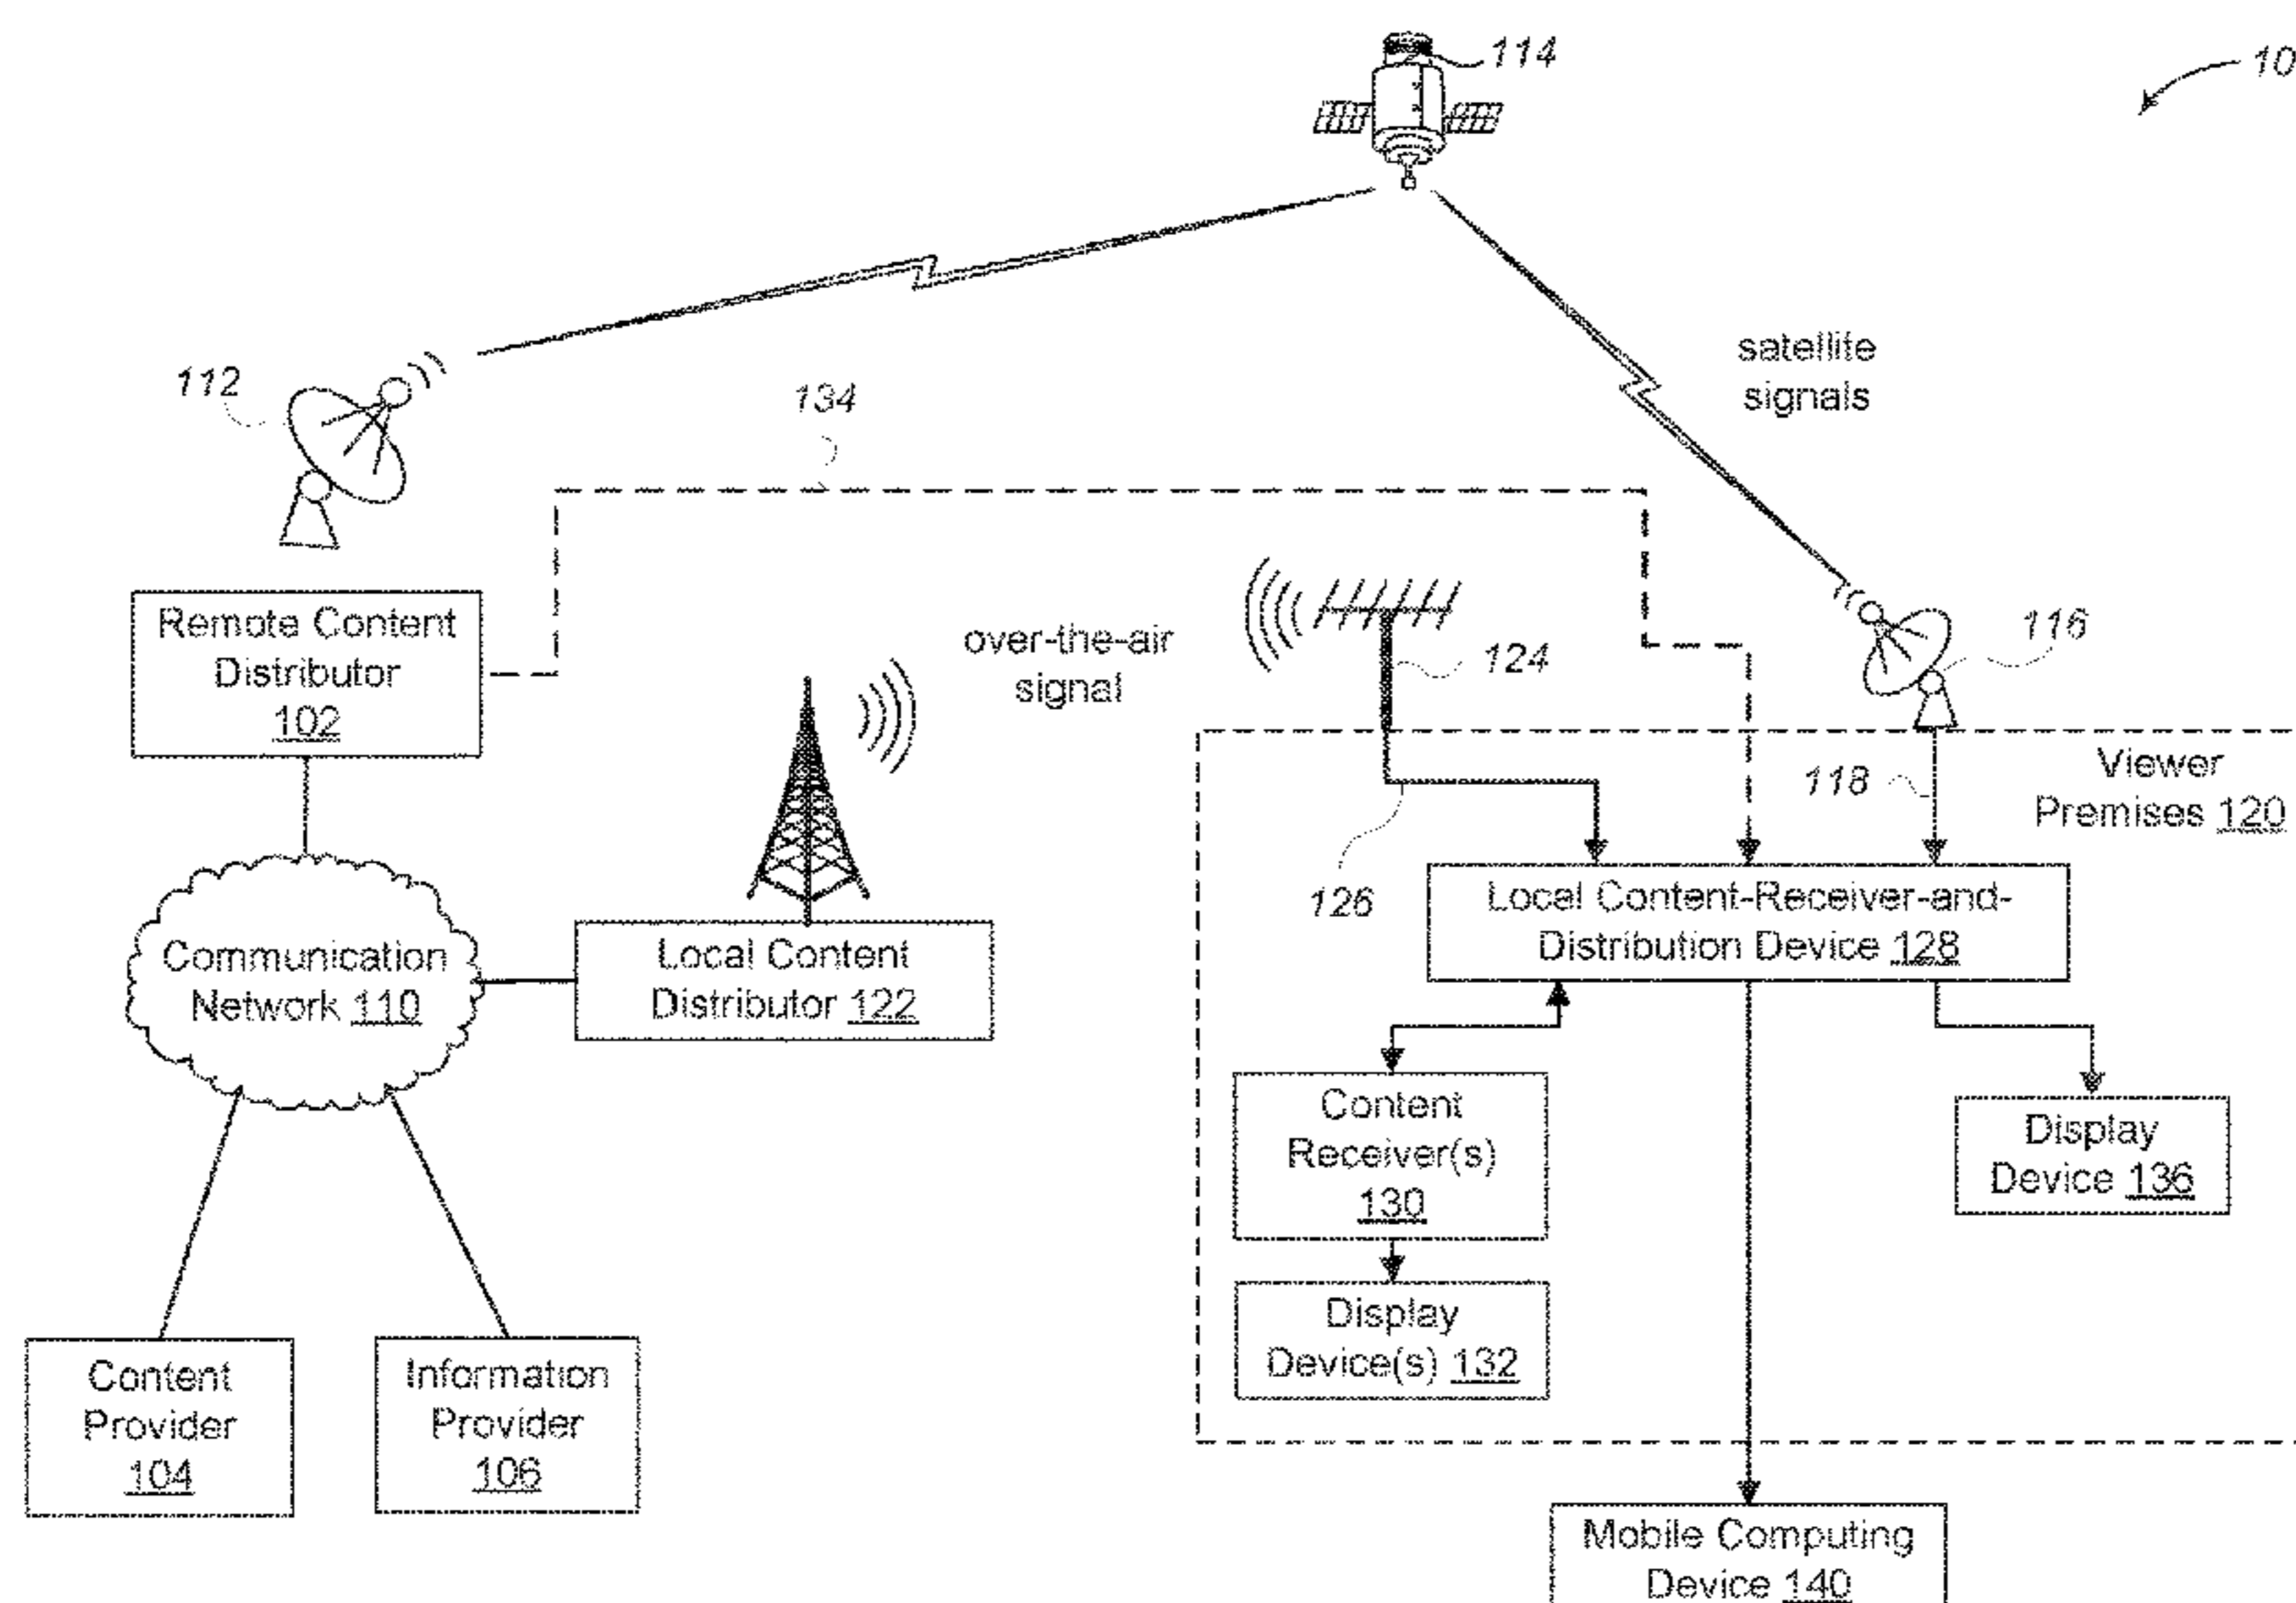 114
10
112
134
satellite
signals
Remote Content
Distributor
102
over-the-air
signal
124
116
118
Viewer
Premises 120
126
Local Content-Receiver-and-
Distribution Device 128
Communication
Network 110
Local Content
Distributor 122
Content
Receiver(s)
130
Display
Device 136
Display
Device(s) 132
Content
Provider
104
Information
Provider
106
Mobile Computing
Device 140